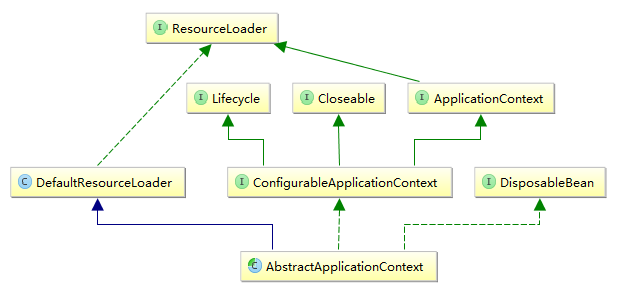 I ResourceLoader
I Lifecycle
I Closeable
I ApplicationContext
C DefaultResourceLoader
I ConfigurableApplicationContext
I DisposableBean
C AbstractApplicationContext